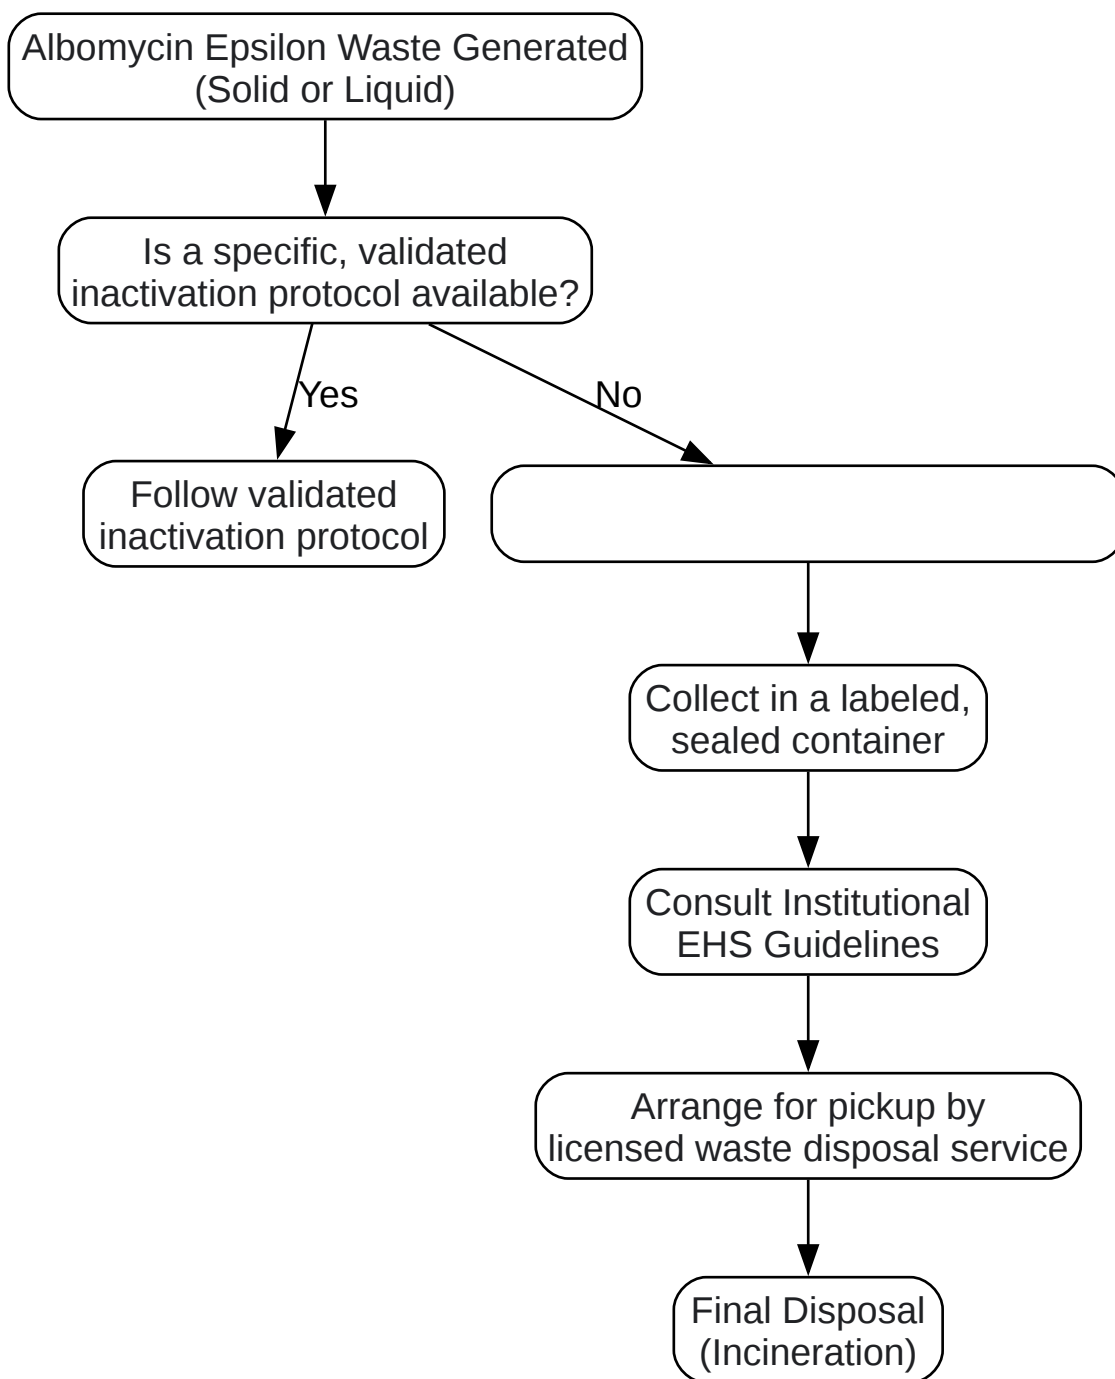 Albomycin Epsilon Waste Generated
(Solid or Liquid)
Is a specific, validated
inactivation protocol available?
Yes
No
Follow validated
inactivation protocol
Collect in a labeled,
sealed container
Consult Institutional
EHS Guidelines
Arrange for pickup by
licensed waste disposal service
Final Disposal
(Incineration)